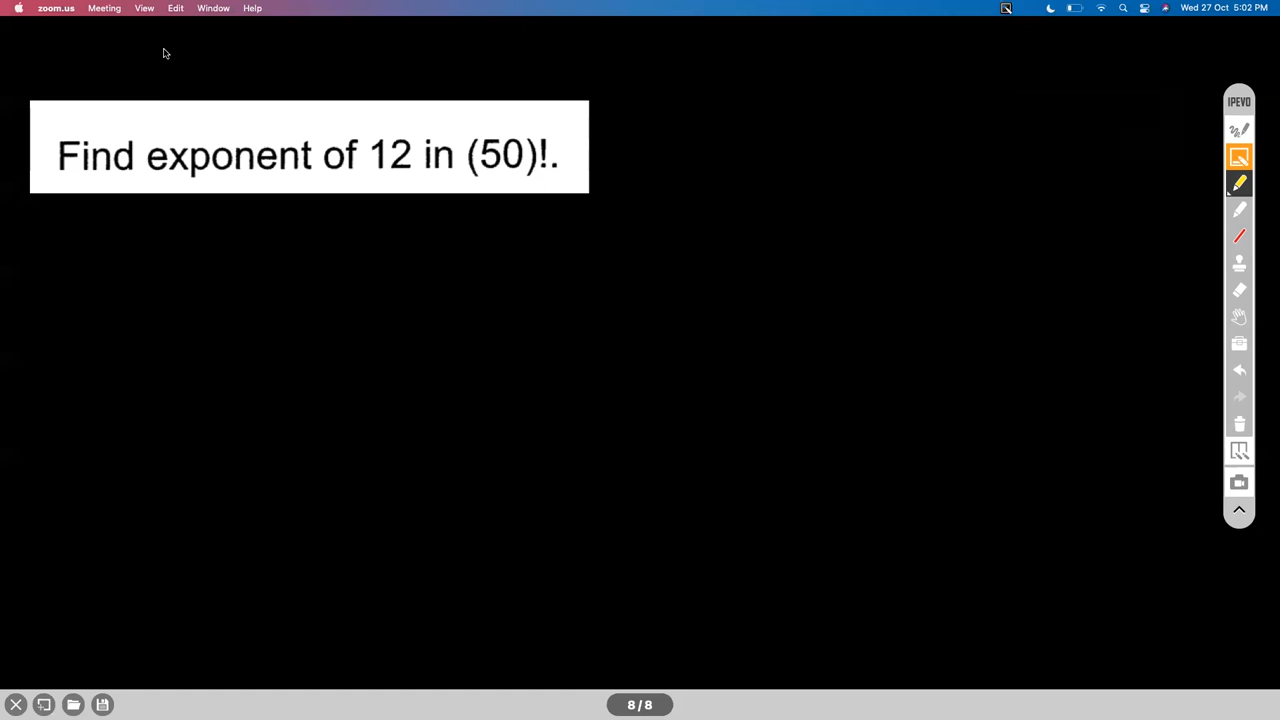 zoom.us Meeting View Edit Window Help Wed 27 Oct 5:02 PM
IPEVO
Find exponent of 12 in (50)!.
8/8